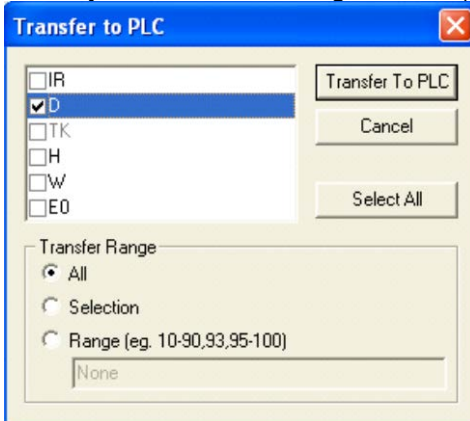 Transfer to PLC
IR
D
TK
H
W
E0
Transfer To PLC
Cancel
Select All
Transfer Range
All
Selection
Range (eg. 10-90,93,95-100)
None